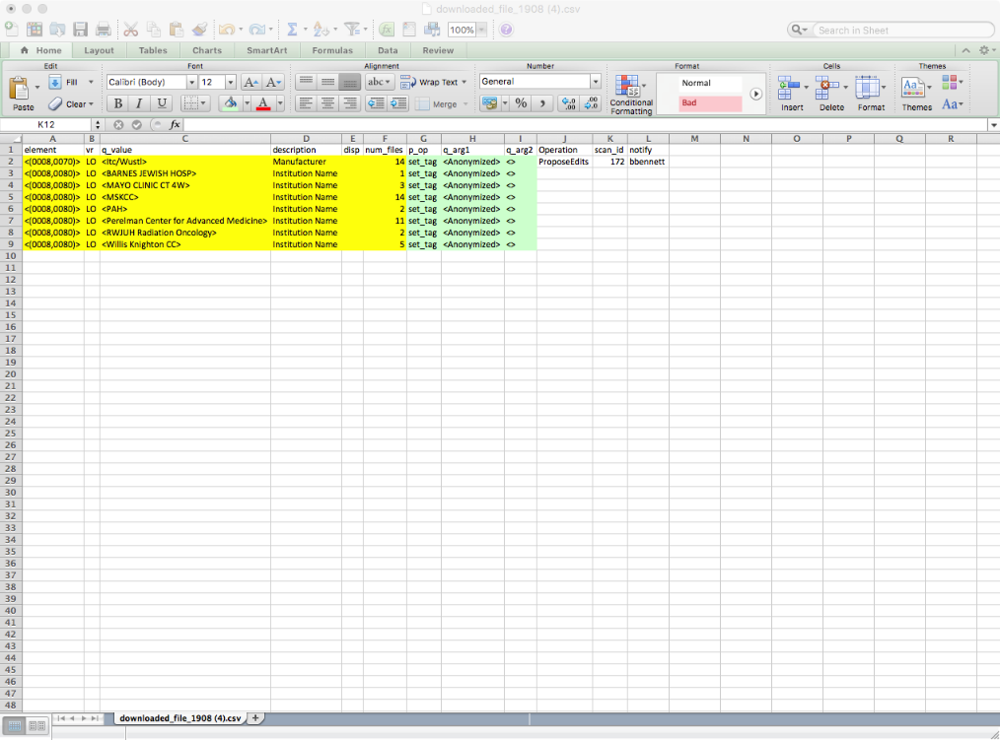 downloaded_file_1908 (4).csv
100%
Search in Sheet
Home Layout Tables Charts SmartArt Formulas Data Review
Edit Font Alignment Number Format Cells Themes
Paste Fill Clear Calibri (Body) 12 A A B I U A abc Wrap Text Merge General % Conditional Formatting Normal Bad Insert Delete Format Themes Aa
K12 fx
A B C D E F G H I J K L M N O P Q R
1 element vr q_value description disp num_files p_op q_arg1 q_arg2 Operation scan_id notify
2 <(0008,0070)> LO <ltc/Wustl> Manufacturer 14 set_tag <Anonymized> <> ProposeEdits 172 bbennett
3 <(0008,0080)> LO <BARNES JEWISH HOSP> Institution Name 1 set_tag <Anonymized> <>
4 <(0008,0080)> LO <MAYO CLINIC CT 4W> Institution Name 3 set_tag <Anonymized> <>
5 <(0008,0080)> LO <MSKCC> Institution Name 14 set_tag <Anonymized> <>
6 <(0008,0080)> LO <PAH> Institution Name 2 set_tag <Anonymized> <>
7 <(0008,0080)> LO <Perelman Center for Advanced Medicine> Institution Name 11 set_tag <Anonymized> <>
8 <(0008,0080)> LO <RWJUH Radiation Oncology> Institution Name 2 set_tag <Anonymized> <>
9 <(0008,0080)> LO <Willis Knighton CC> Institution Name 5 set_tag <Anonymized> <>
10
11
12
13
14
15
16
17
18
19
20
21
22
23
24
25
26
27
28
29
30
31
32
33
34
35
36
37
38
39
40
41
42
43
44
45
46
47
48
downloaded_file_1908 (4).csv +